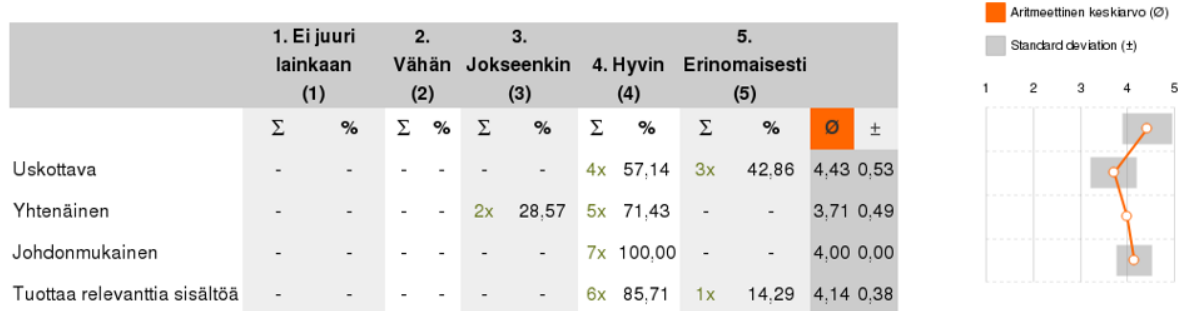 Aritmeettinen keskiarvo (Ø)
Standard deviation (±)
1. Ei juuri lainkaan (1) 2. Vähän (2) 3. Jokseenkin (3) 4. Hyvin (4) 5. Erinomaisesti (5)
1 2 3 4 5
Σ % Σ % Σ % Σ % Σ % Ø ±
Uskottava - - - - - - 4x 57,14 3x 42,86 4,43 0,53
Yhtenäinen - - - - 2x 28,57 5x 71,43 - - 3,71 0,49
Johdonmukainen - - - - - - 7x 100,00 - - 4,00 0,00
Tuottaa relevanttia sisältöä - - - - - - 6x 85,71 1x 14,29 4,14 0,38